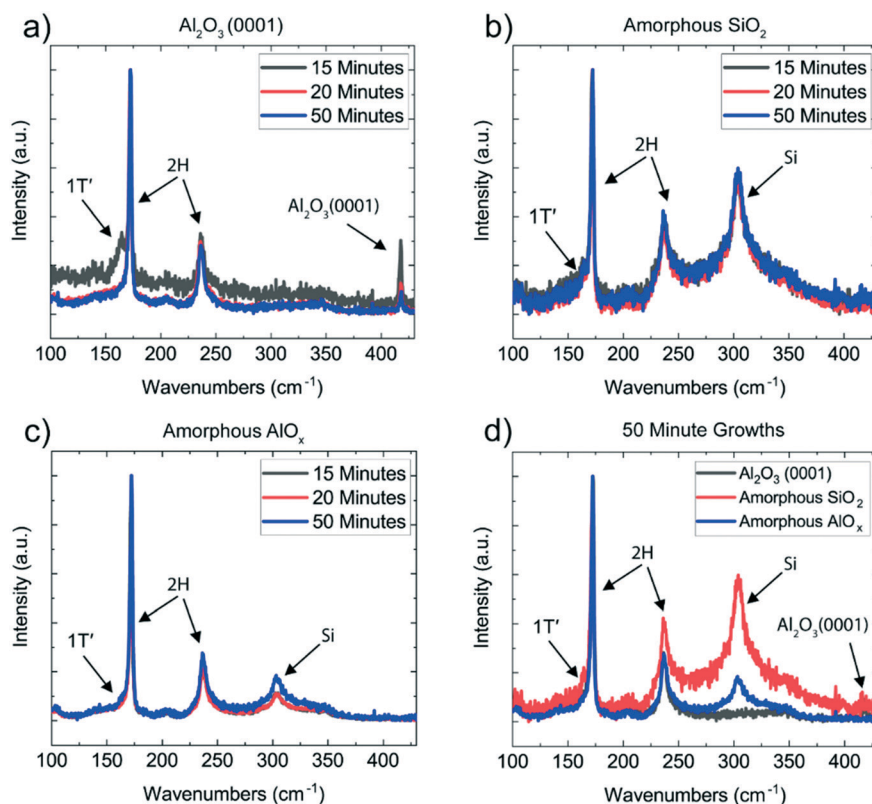 a)
Al₂O₃(0001)
15 Minutes
20 Minutes
50 Minutes
1T′
2H
Al₂O₃(0001)
Intensity (a.u.)
100 150 200 250 300 350 400
Wavenumbers (cm⁻¹)
b)
Amorphous SiO₂
15 Minutes
20 Minutes
50 Minutes
2H
Si
1T′
Intensity (a.u.)
100 150 200 250 300 350 400
Wavenumbers (cm⁻¹)
c)
Amorphous AlOₓ
15 Minutes
20 Minutes
50 Minutes
2H
1T′
Si
Intensity (a.u.)
100 150 200 250 300 350 400
Wavenumbers (cm⁻¹)
d)
50 Minute Growths
Al₂O₃ (0001)
Amorphous SiO₂
Amorphous AlOₓ
2H
Si
1T′
Al₂O₃(0001)
Intensity (a.u.)
100 150 200 250 300 350 400
Wavenumbers (cm⁻¹)